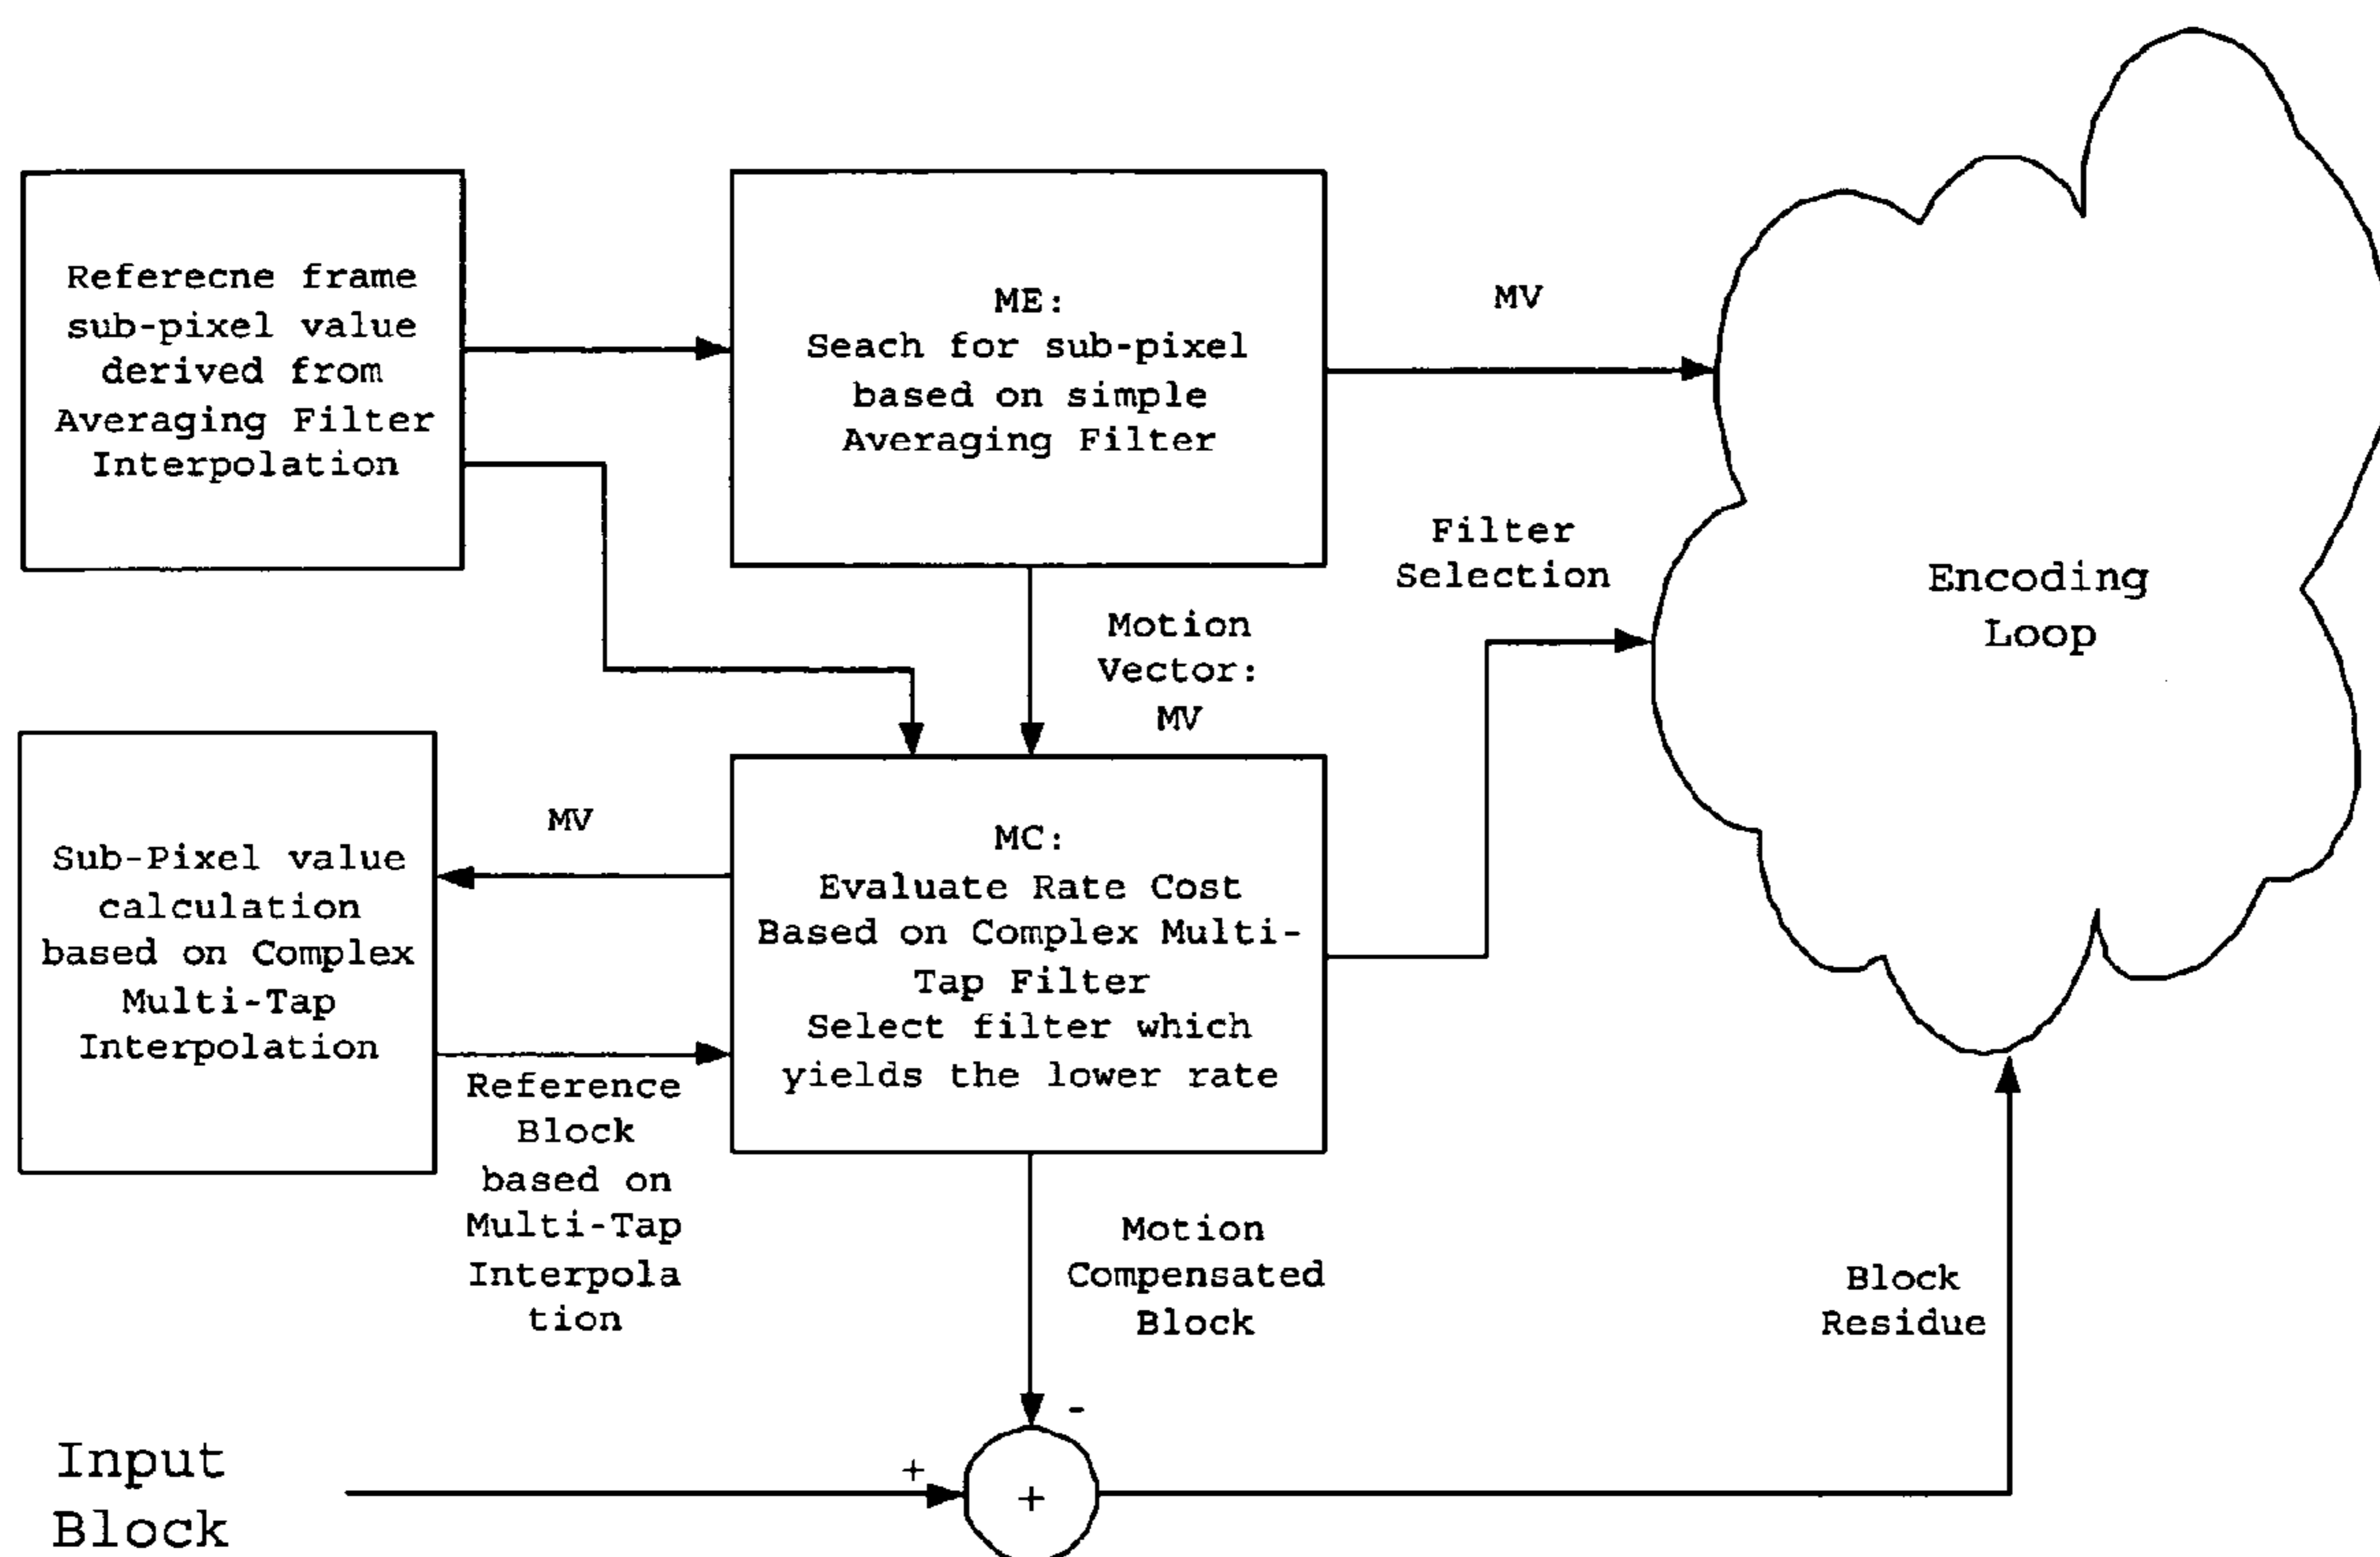 Referecne frame
sub-pixel value
derived from
Averaging Filter
Interpolation
ME:
Seach for sub-pixel
based on simple
Averaging Filter
MV
Filter
Selection
Encoding
Loop
Motion
Vector:
MV
Sub-Pixel value
calculation
based on Complex
Multi-Tap
Interpolation
MV
Reference
Block
based on
Multi-Tap
Interpola
tion
MC:
Evaluate Rate Cost
Based on Complex Multi-
Tap Filter
Select filter which
yields the lower rate
Motion
Compensated
Block
Block
Residue
Input
Block
+
-
+